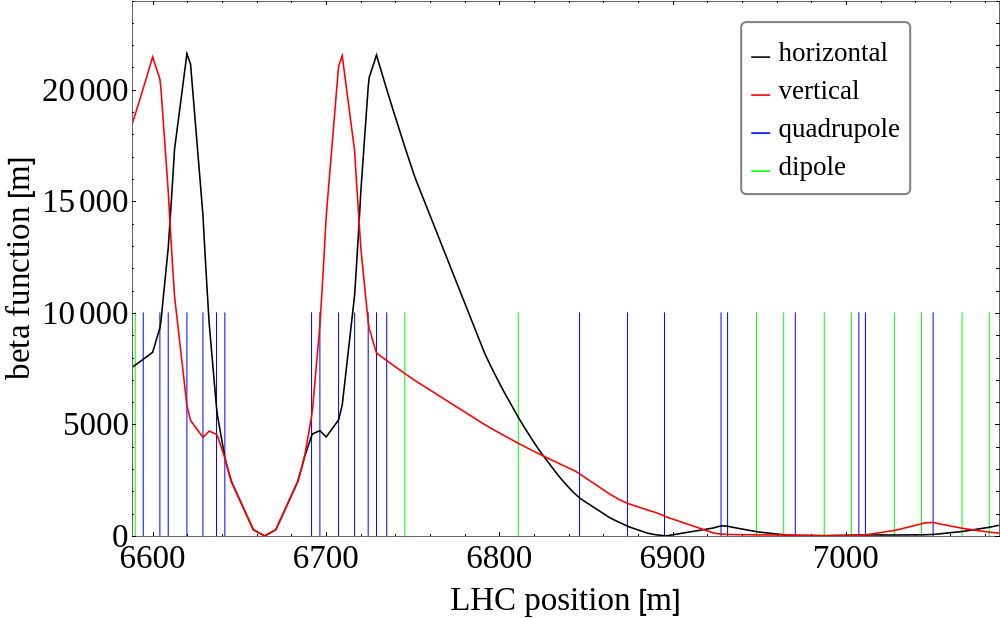 20 000
15 000
10 000
5000
0
beta function [m]
6600 6700 6800 6900 7000
LHC position [m]
horizontal
vertical
quadrupole
dipole